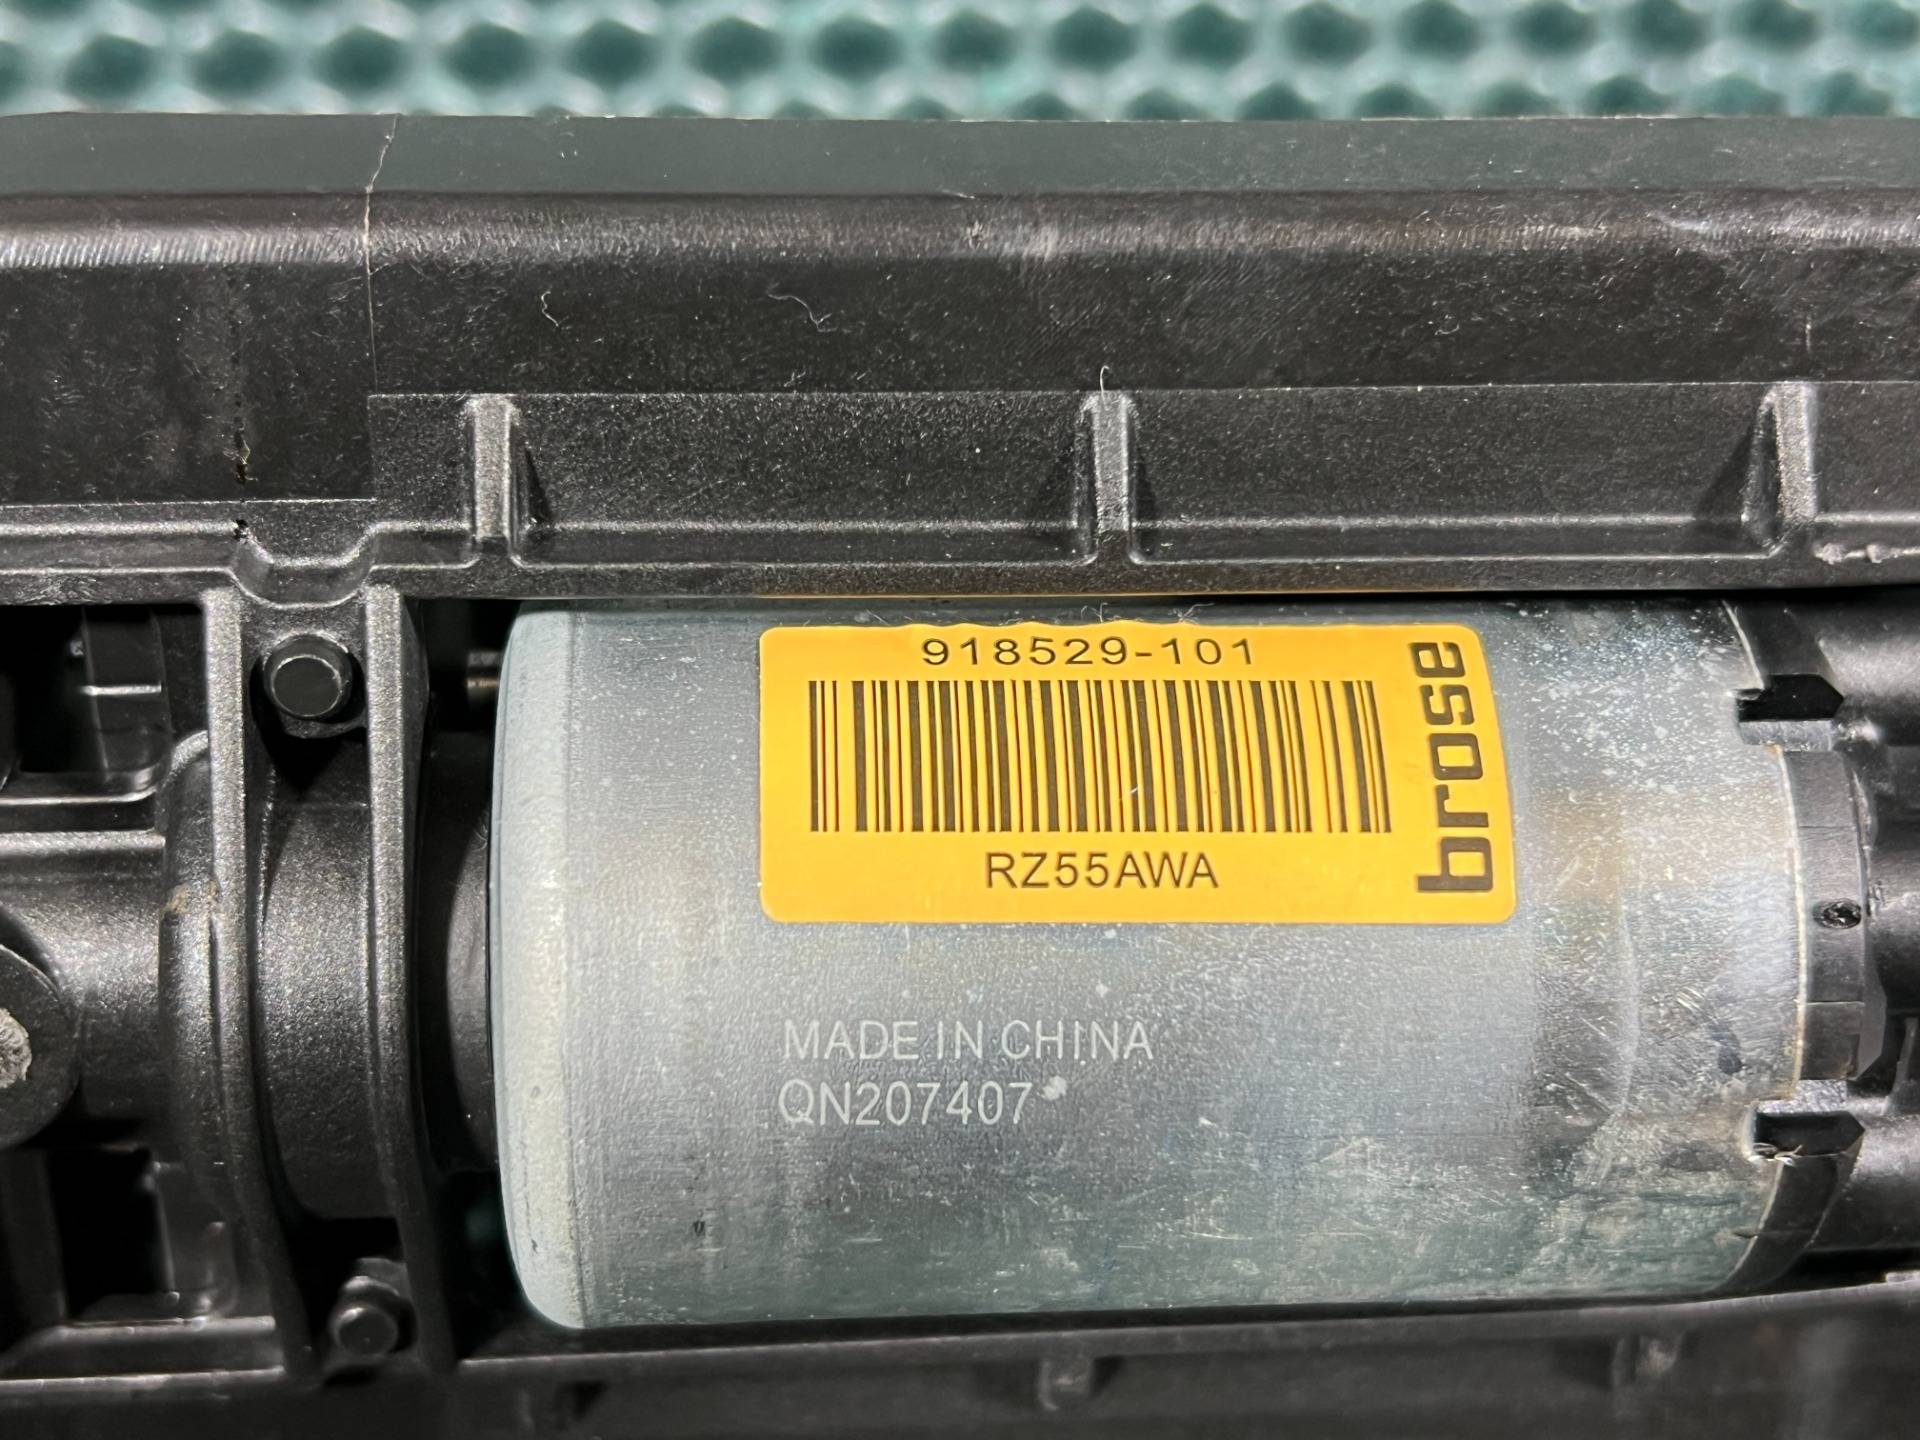 918529-101
RZ55AWA
brose
MADE IN CHINA
QN207407